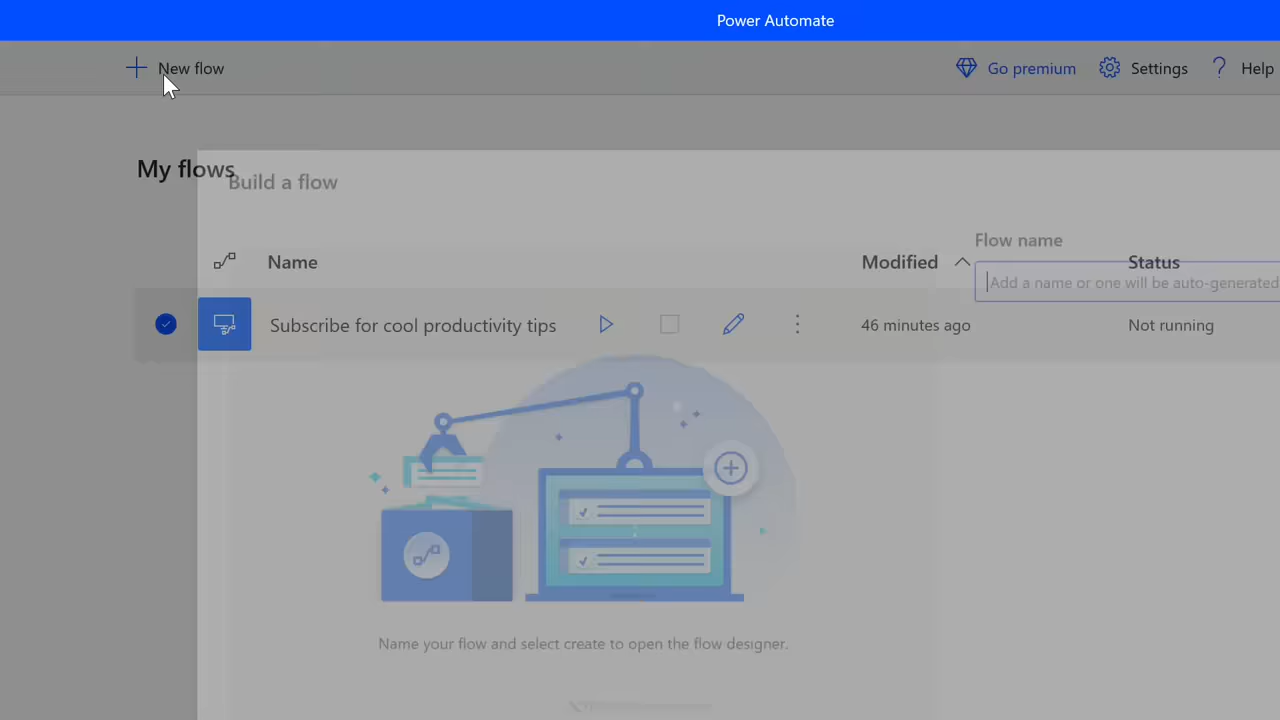 Power Automate
New flow
Go premium
Settings
Help
My flows
Build a flow
Flow name
Name
Modified
Status
Add a name or one will be auto-generated
Subscribe for cool productivity tips
46 minutes ago
Not running
Name your flow and select create to open the flow designer.